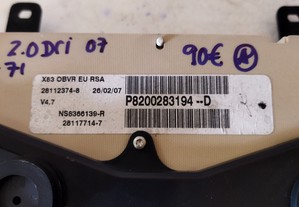 2.0 DCI 07
71
90€ A
X83 OBVR EU RSA
28112374-8 26/02/07
V4.7
P8200283194--D
NS8366139-R
28117714-7